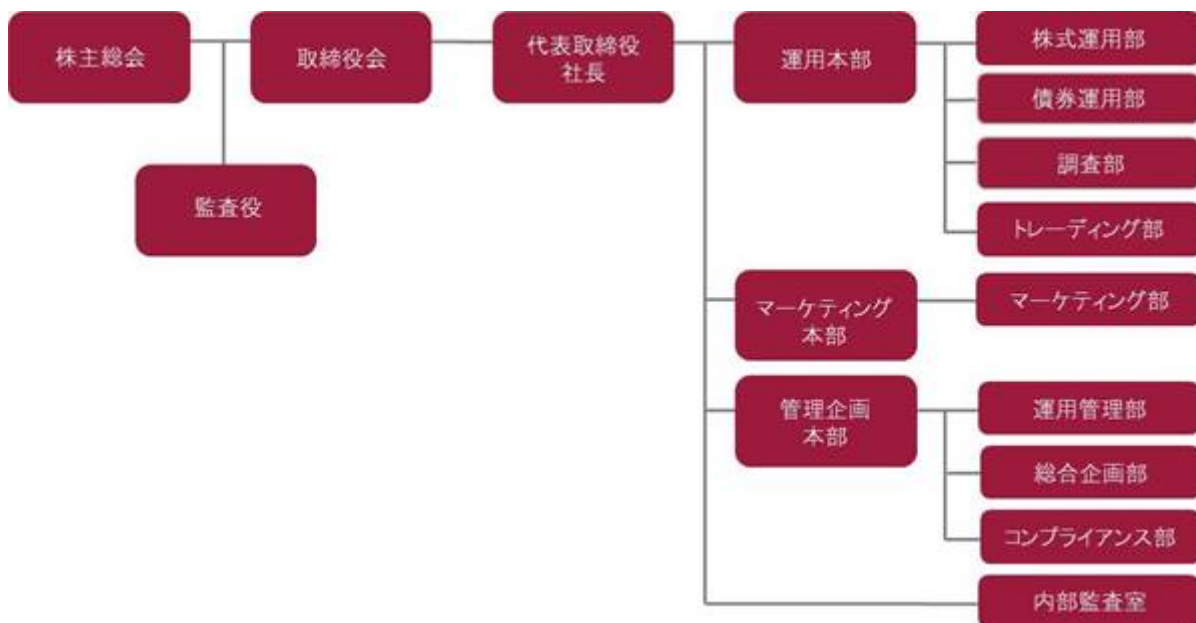 株主総会
取締役会
代表取締役
社長
監査役
運用本部
株式運用部
債券運用部
調査部
トレーディング部
マーケティング
本部
マーケティング部
管理企画
本部
運用管理部
総合企画部
コンプライアンス部
内部監査室